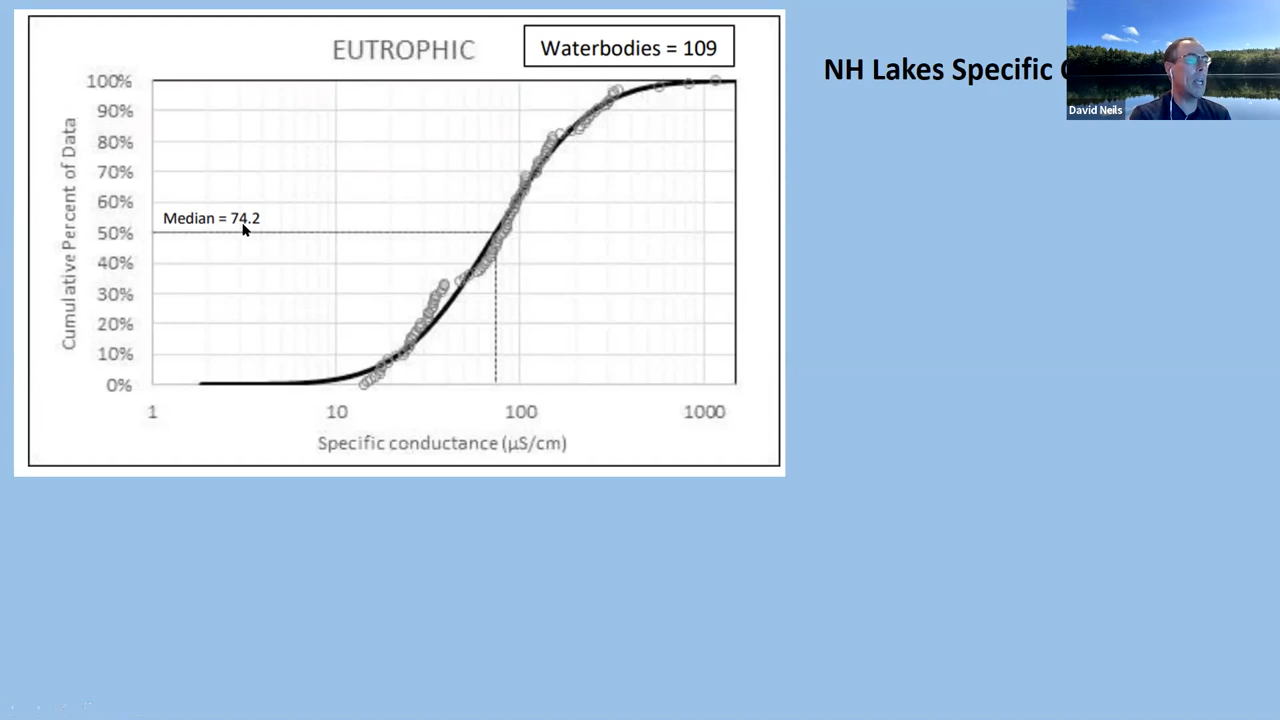 EUTROPHIC
Waterbodies = 109
NH Lakes Specific
David Neils
100%
90%
80%
70%
60%
50%
40%
30%
20%
10%
0%
Cumulative Percent of Data
Median = 74.2
1 10 100 1000
Specific conductance (µS/cm)